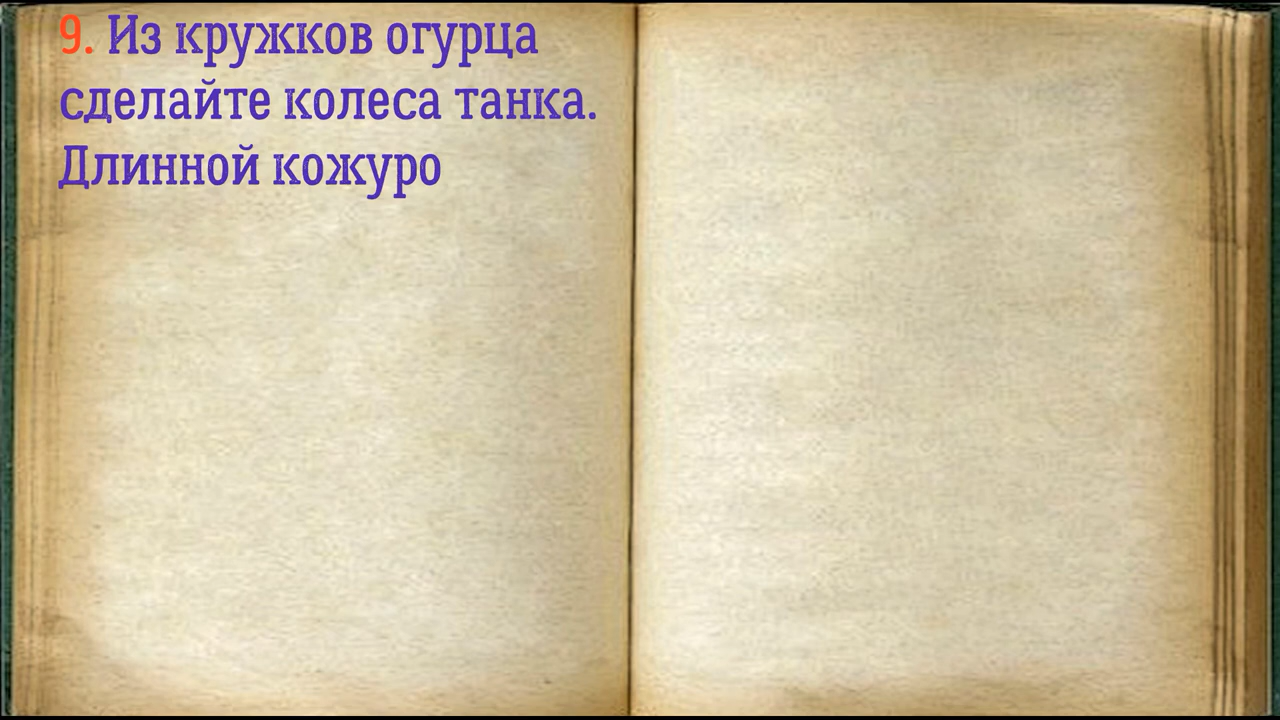 9. Из кружков огурца
сделайте колеса танка.
Длинной кожуро